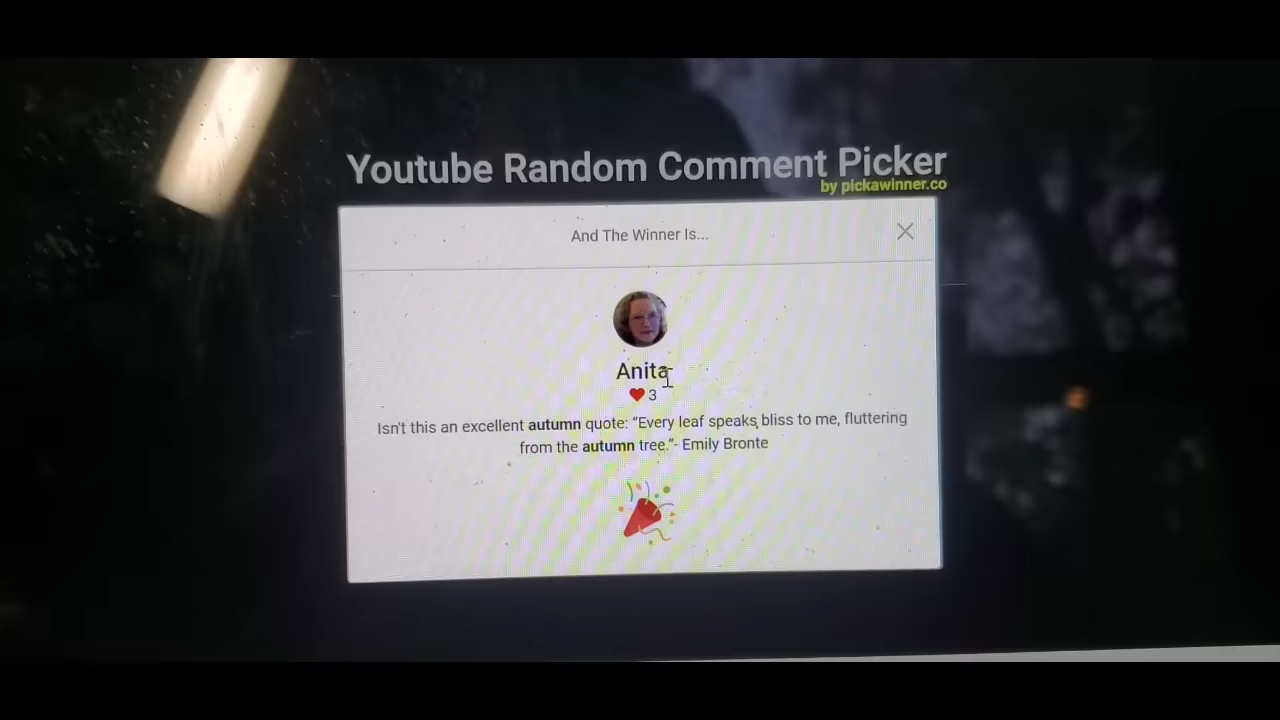 Youtube Random Comment Picker
by pickawinner.co
And The Winner Is...
Anita
3
Isn't this an excellent autumn quote: “Every leaf speaks bliss to me, fluttering
from the autumn tree.”- Emily Bronte